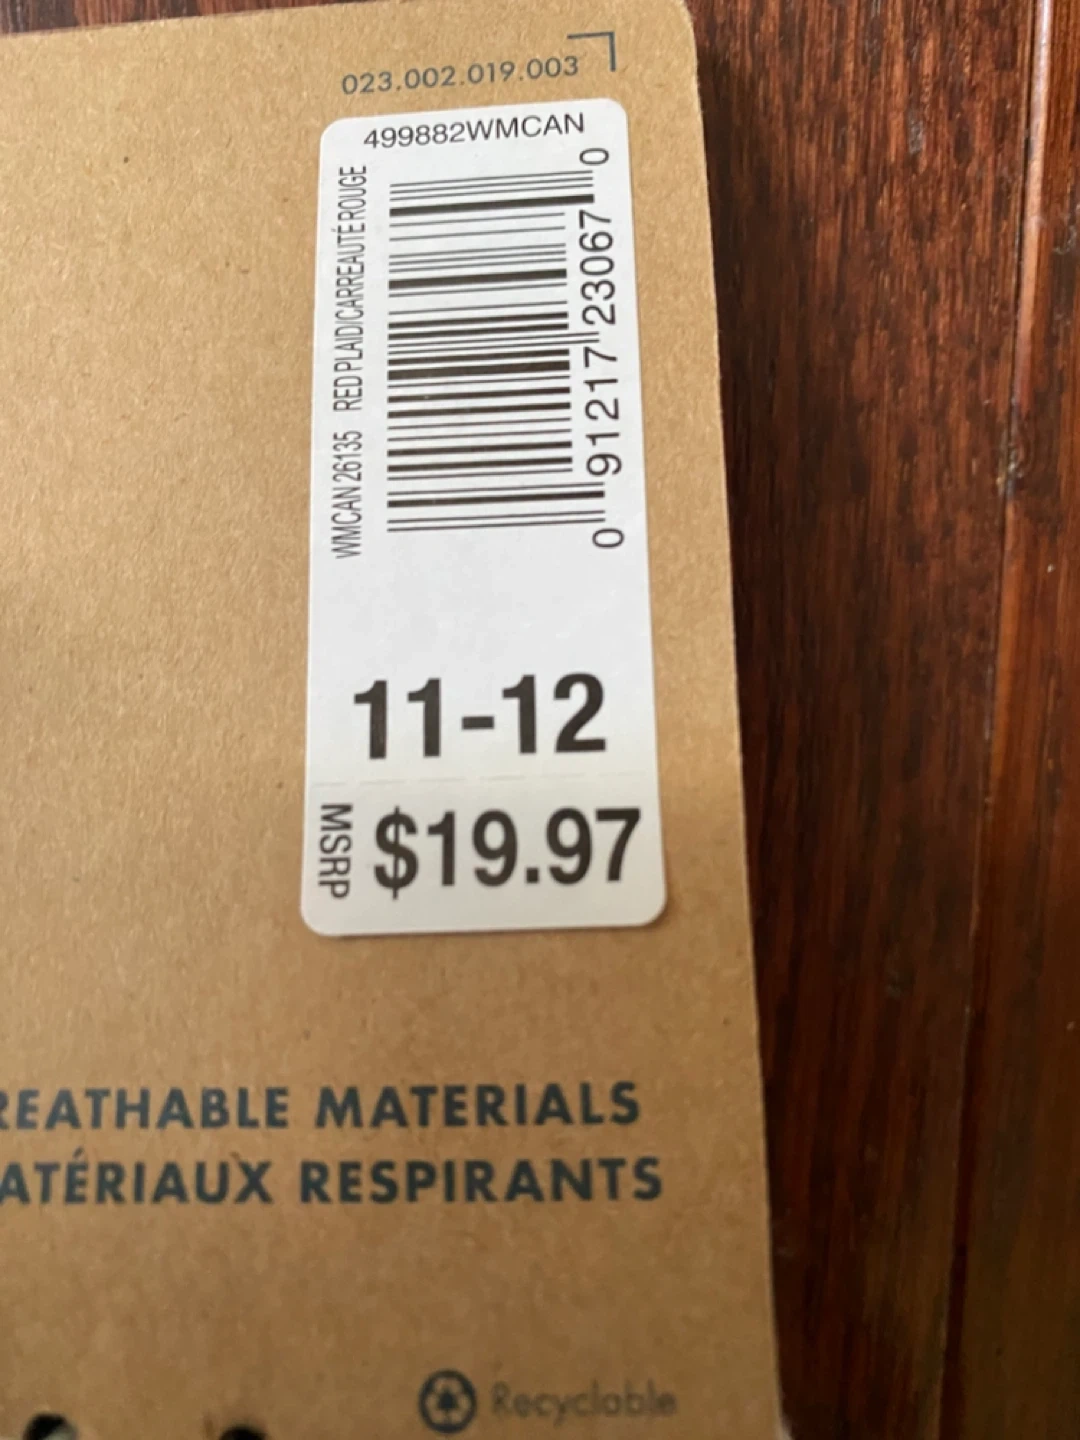 023.002.019.003
499882WMCAN
WMCAN 26135 RED PLAID/CARREAUTÉ ROUGE
0 91217 23067 0
11-12
MSRP $19.97
REATHABLE MATERIALS
ATÉRIAUX RESPIRANTS
Recyclable